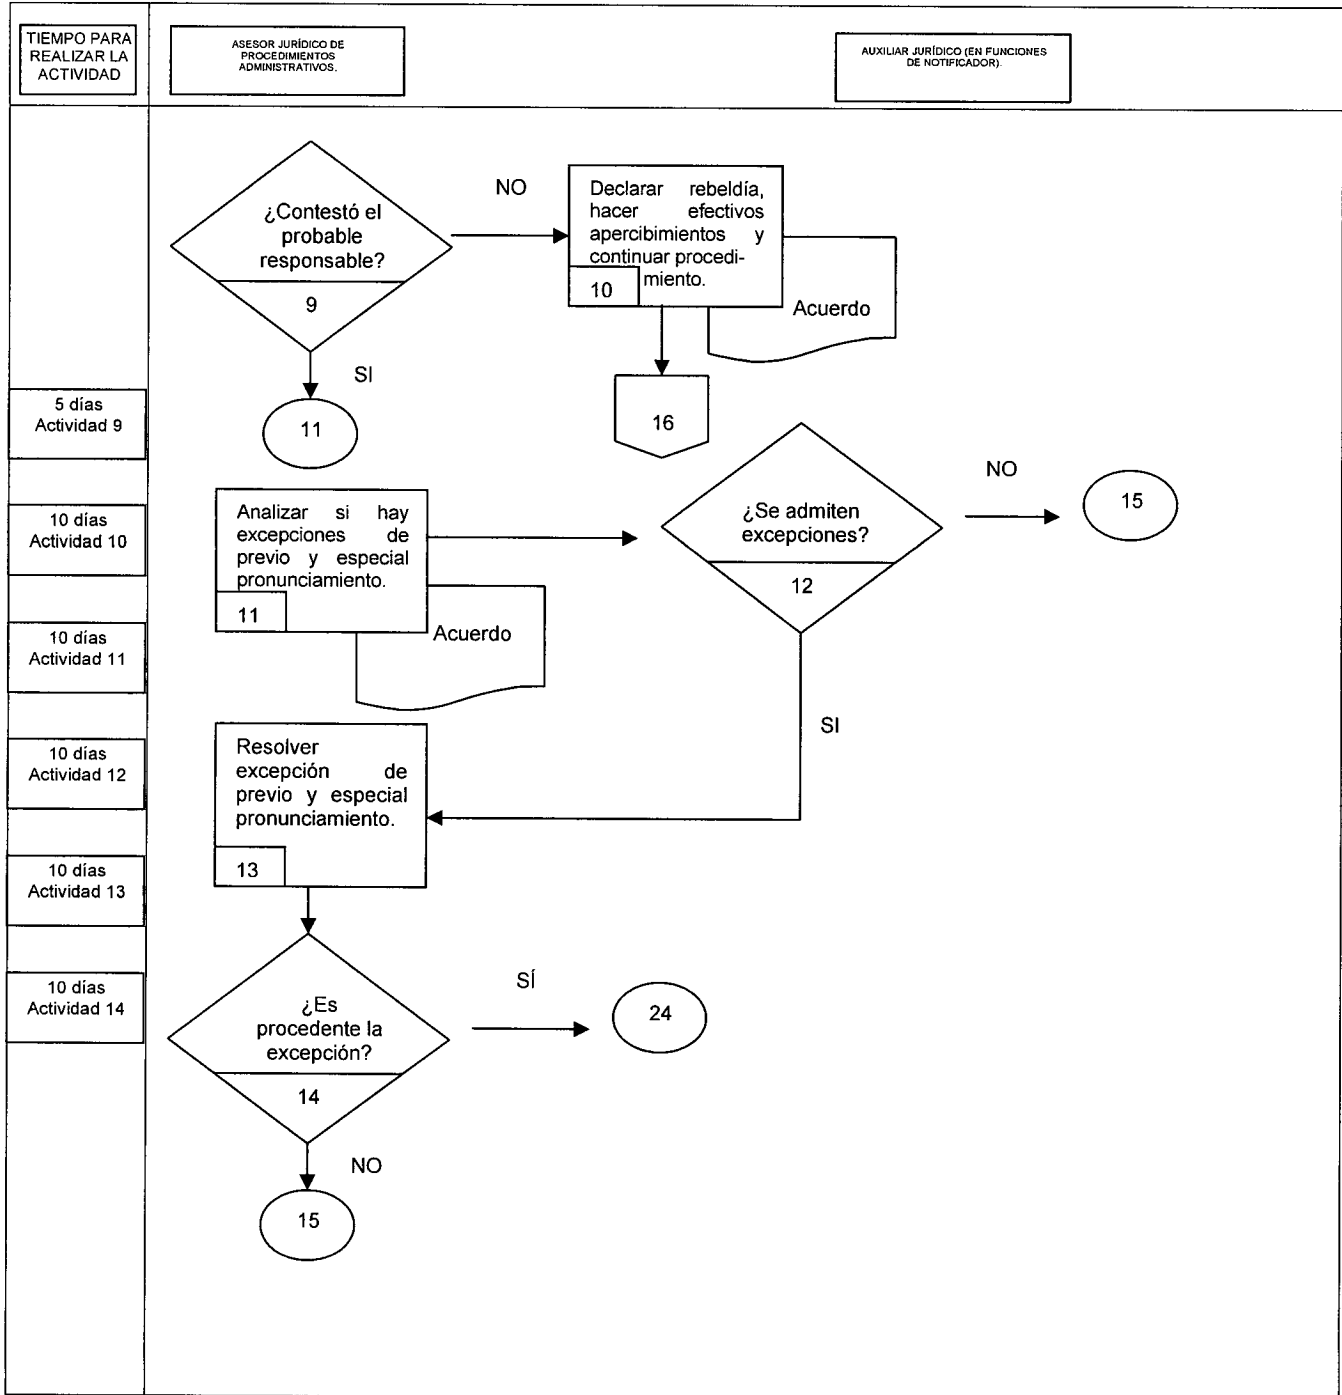 TIEMPO PARA
REALIZAR LA
ACTIVIDAD
ASESOR JURÍDICO DE
PROCEDIMIENTOS
ADMINISTRATIVOS.
AUXILIAR JURÍDICO (EN FUNCIONES
DE NOTIFICADOR).
¿Contestó el
probable
responsable?
9
NO
Declarar rebeldía,
hacer efectivos
apercibimientos y
continuar procedi-
miento.
10
Acuerdo
SI
11
16
5 días
Actividad 9
10 días
Actividad 10
10 días
Actividad 11
10 días
Actividad 12
10 días
Actividad 13
10 días
Actividad 14
Analizar si hay
excepciones de
previo y especial
pronunciamiento.
11
Acuerdo
¿Se admiten
excepciones?
12
NO
15
SI
Resolver
excepción de
previo y especial
pronunciamiento.
13
¿Es
procedente la
excepción?
14
SÍ
24
NO
15